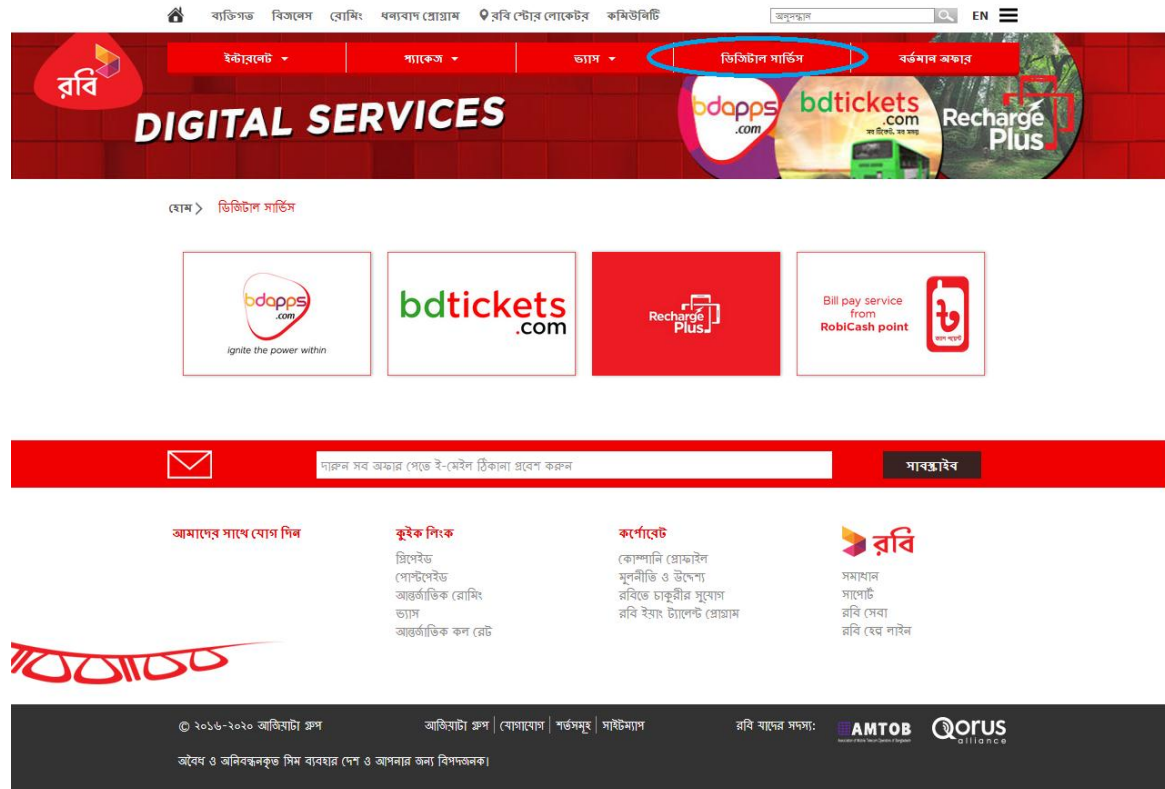 ব্যক্তিগত বিজনেস রোমিং ধন্যবাদ প্রোগ্রাম রবি স্টোর লোকেটর কমিউনিটি অনুসন্ধান EN
ইন্টারনেট প্যাকেজ ভ্যাস ডিজিটাল সার্ভিস বর্তমান অফার
রবি
DIGITAL SERVICES
bdapps
.com
bdtickets
.com
সব টিকেট, সব সময়
Recharge
Plus
হোম > ডিজিটাল সার্ভিস
bdapps
.com
ignite the power within
bdtickets
.com
Recharge
Plus
Bill pay service
from
RobiCash point
ক্যাশ পয়েন্ট
দারুন সব অফার পেতে ই-মেইল ঠিকানা প্রবেশ করুন সাবস্ক্রাইব
আমাদের সাথে যোগ দিন
কুইক লিংক
প্রিপেইড
পোস্টপেইড
আন্তর্জাতিক রোমিং
ভ্যাস
আন্তর্জাতিক কল রেট
কর্পোরেট
কোম্পানি প্রোফাইল
মূলনীতি ও উদ্দেশ্য
রবিতে চাকুরীর সুযোগ
রবি ইয়াং ট্যালেন্ট প্রোগ্রাম
রবি
সমাধান
সাপোর্ট
রবি সেবা
রবি হেল্প লাইন
© ২০১৬-২০২০ আজিয়াটা গ্রুপ আজিয়াটা গ্রুপ | যোগাযোগ | শর্তসমূহ | সাইটম্যাপ রবি যাদের সদস্য: AMTOB Qorus
alliance
অবৈধ ও অনিবন্ধনকৃত সিম ব্যবহার দেশ ও আপনার জন্য বিপদজনক।